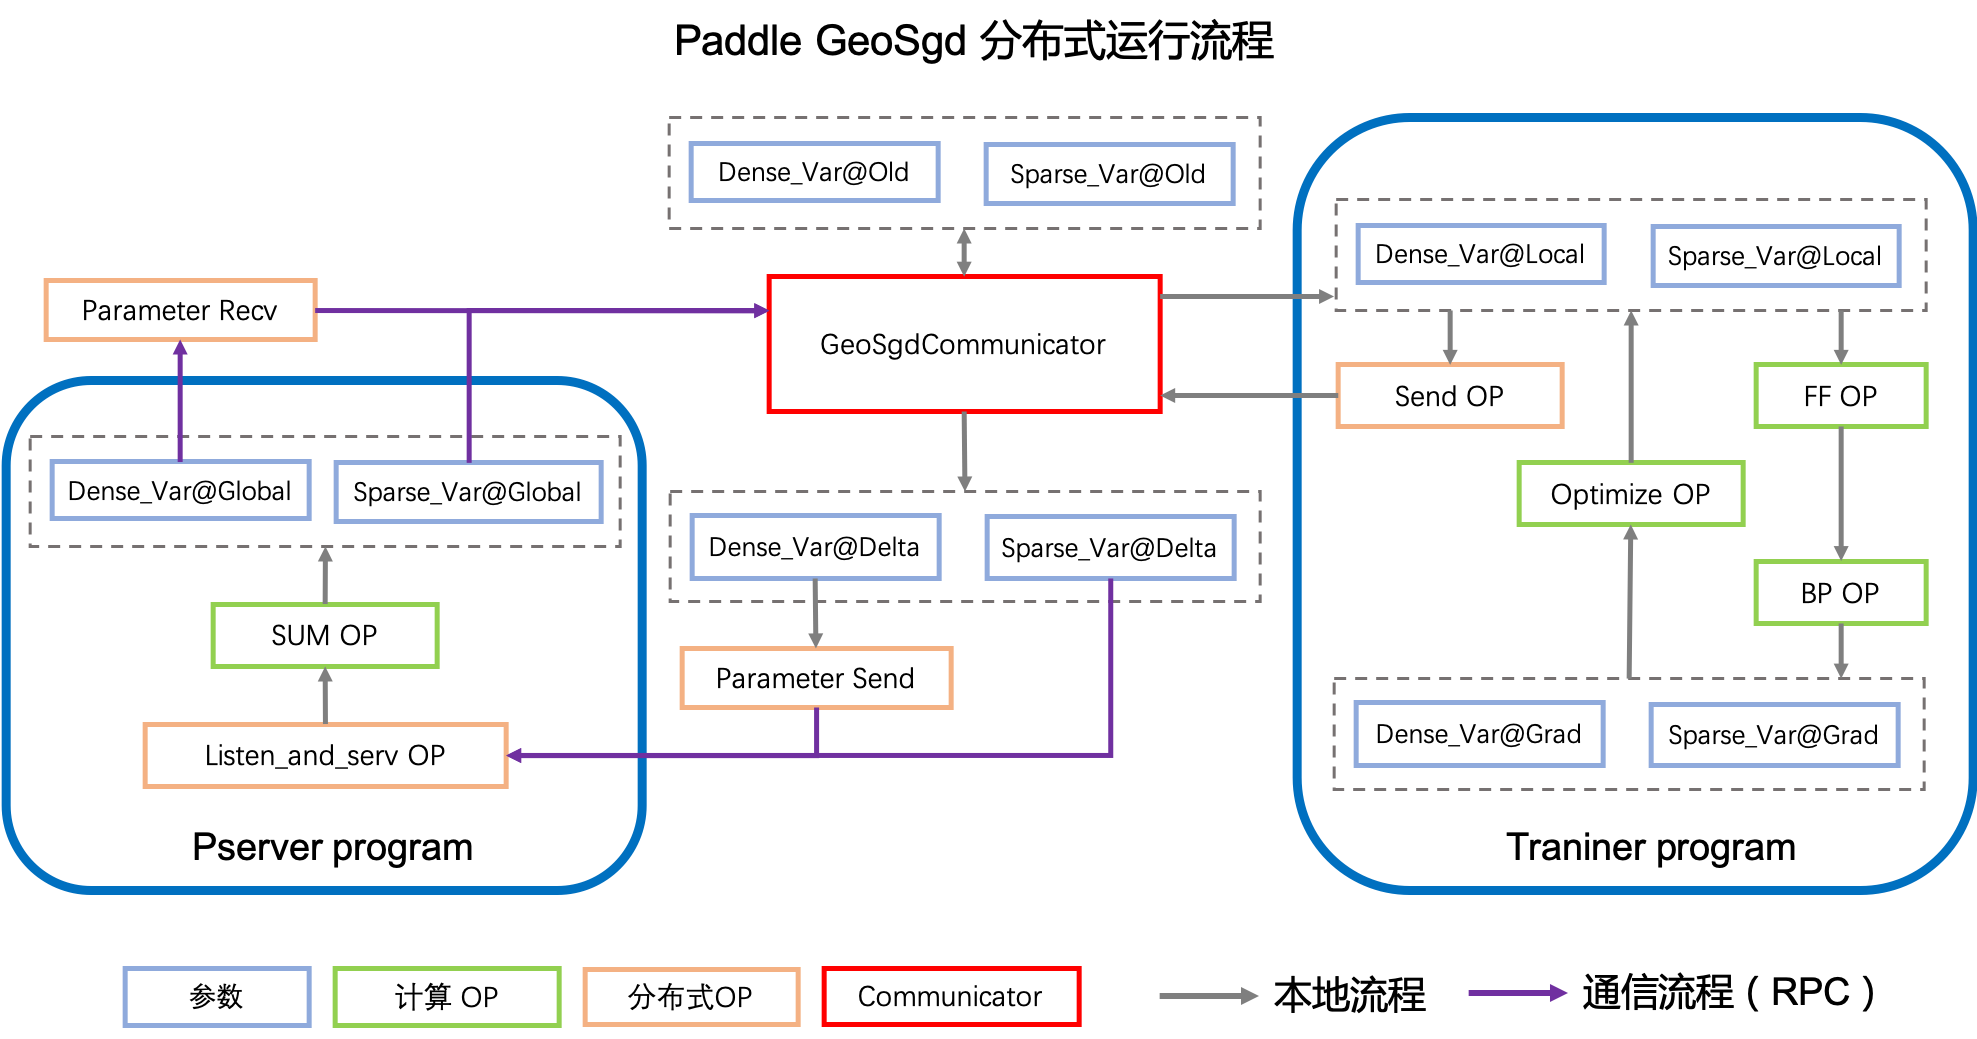 Paddle GeoSgd 分布式运行流程
Dense_Var@Old
Sparse_Var@Old
Dense_Var@Local
Sparse_Var@Local
Parameter Recv
GeoSgdCommunicator
Send OP
FF OP
Dense_Var@Global
Sparse_Var@Global
Optimize OP
Dense_Var@Delta
Sparse_Var@Delta
BP OP
SUM OP
Parameter Send
Dense_Var@Grad
Sparse_Var@Grad
Listen_and_serv OP
Pserver program
Traniner program
参数
计算 OP
分布式OP
Communicator
本地流程
通信流程（RPC）